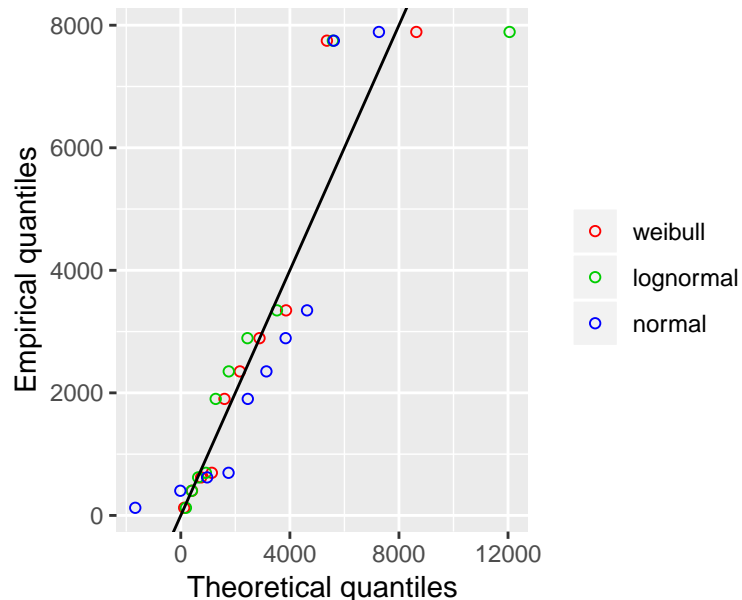 8000
6000
4000
2000
0
Empirical quantiles
0
4000
8000
12000
Theoretical quantiles
weibull
lognormal
normal